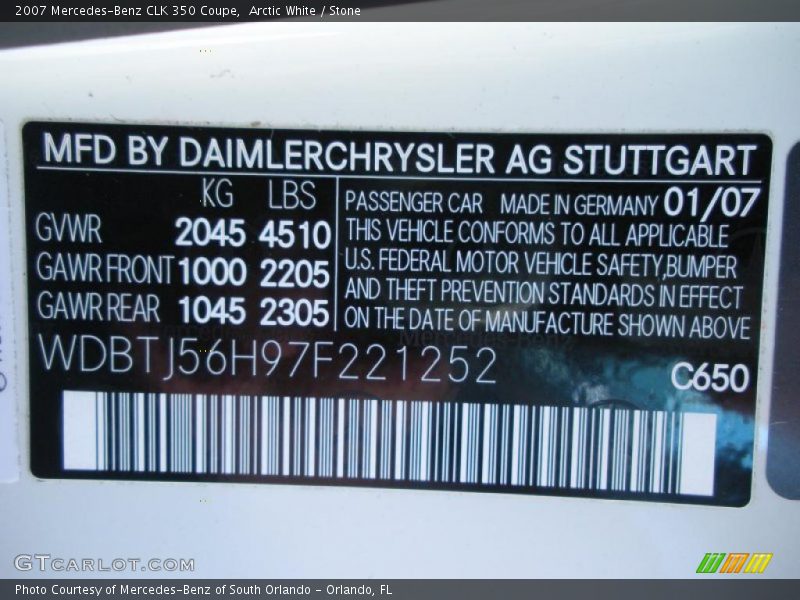 2007 Mercedes-Benz CLK 350 Coupe, Arctic White / Stone
MFD BY DAIMLERCHRYSLER AG STUTTGART
KG LBS
GVWR 2045 4510
GAWR FRONT 1000 2205
GAWR REAR 1045 2305
PASSENGER CAR MADE IN GERMANY 01/07
THIS VEHICLE CONFORMS TO ALL APPLICABLE
U.S. FEDERAL MOTOR VEHICLE SAFETY,BUMPER
AND THEFT PREVENTION STANDARDS IN EFFECT
ON THE DATE OF MANUFACTURE SHOWN ABOVE
WDBTJ56H97F221252
C650
GTCARLOT.COM
Photo Courtesy of Mercedes-Benz of South Orlando - Orlando, FL